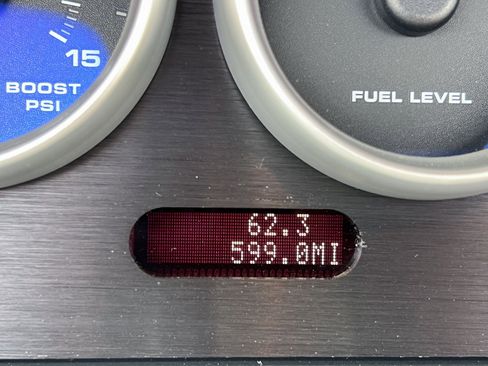 15
BOOST
PSI
FUEL LEVEL
62.3
599.0MI